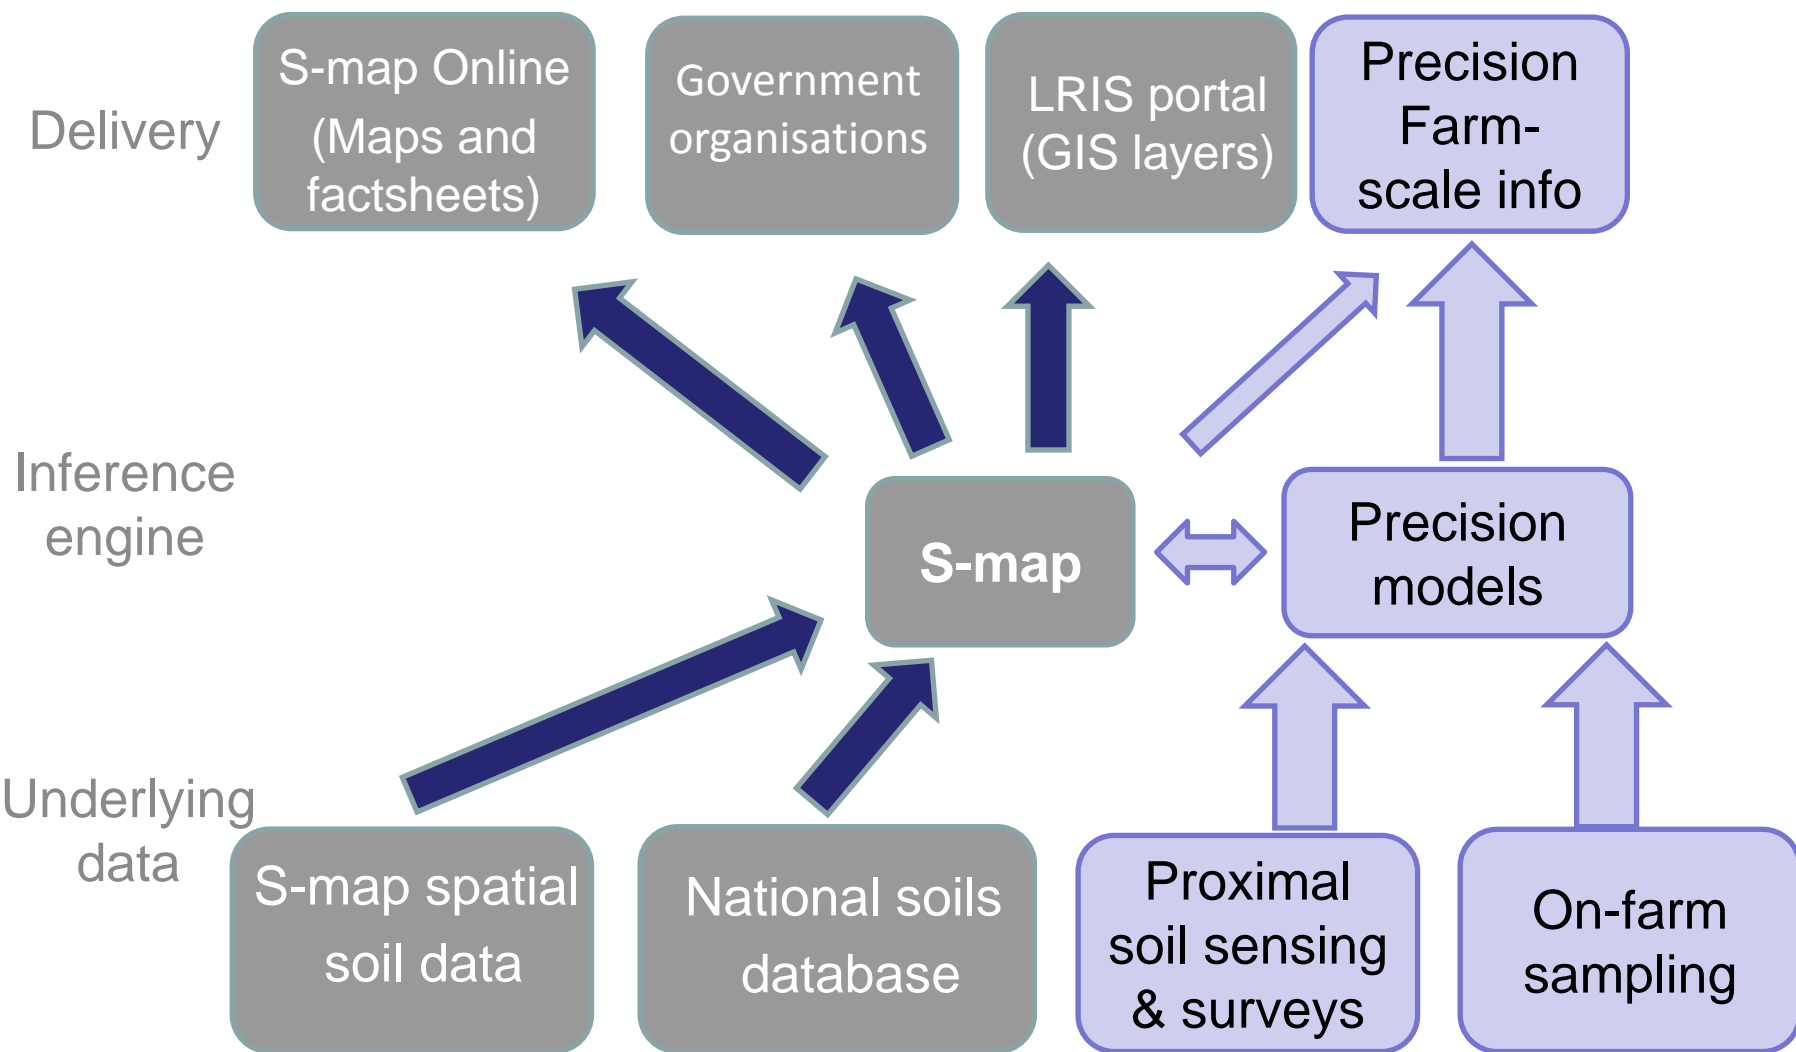 Delivery
S-map Online
(Maps and
factsheets)
Government
organisations
LRIS portal
(GIS layers)
Precision
Farm-
scale info
Inference
engine
S-map
Precision
models
Underlying
data
S-map spatial
soil data
National soils
database
Proximal
soil sensing
& surveys
On-farm
sampling